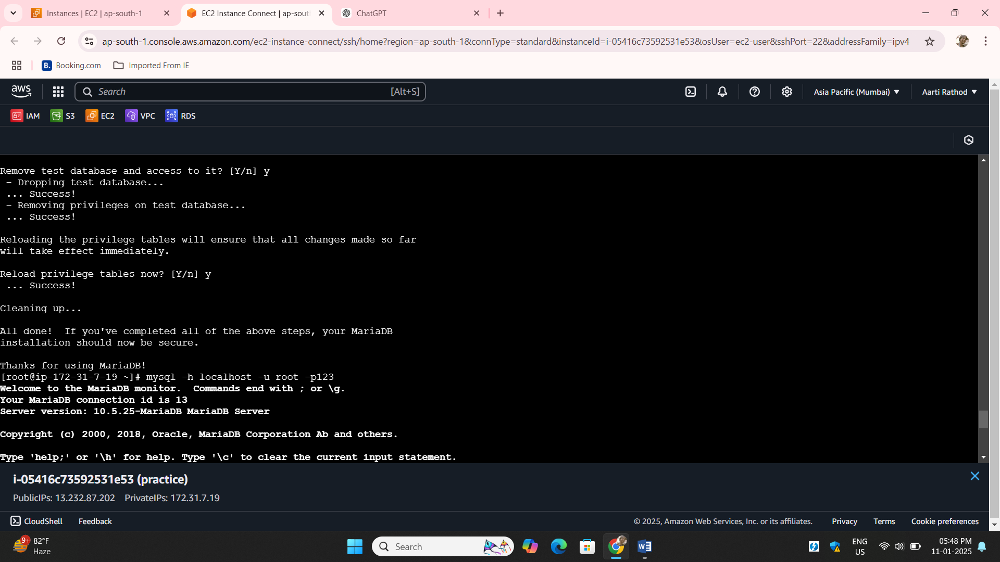 Instances | EC2 | ap-south-1
EC2 Instance Connect | ap-sout
ChatGPT
ap-south-1.console.aws.amazon.com/ec2-instance-connect/ssh/home?region=ap-south-1&connType=standard&instanceId=i-05416c73592531e53&osUser=ec2-user&sshPort=22&addressFamily=ipv4
B. Booking.com
Imported From IE
aws
Search
[Alt+S]
Asia Pacific (Mumbai)
Aarti Rathod
IAM
S3
EC2
VPC
RDS
Remove test database and access to it? [Y/n] y
- Dropping test database...
... Success!
- Removing privileges on test database...
... Success!
Reloading the privilege tables will ensure that all changes made so far
will take effect immediately.
Reload privilege tables now? [Y/n] y
... Success!
Cleaning up...
All done!  If you've completed all of the above steps, your MariaDB
installation should now be secure.
Thanks for using MariaDB!
[root@ip-172-31-7-19 ~]# mysql -h localhost -u root -p123
Welcome to the MariaDB monitor.  Commands end with ; or \g.
Your MariaDB connection id is 13
Server version: 10.5.25-MariaDB MariaDB Server
Copyright (c) 2000, 2018, Oracle, MariaDB Corporation Ab and others.
Type 'help;' or '\h' for help. Type '\c' to clear the current input statement.
i-05416c73592531e53 (practice)
PublicIPs: 13.232.87.202    PrivateIPs: 172.31.7.19
CloudShell
Feedback
© 2025, Amazon Web Services, Inc. or its affiliates.
Privacy
Terms
Cookie preferences
9+
82°F
Haze
Search
W
ENG
US
05:48 PM
11-01-2025